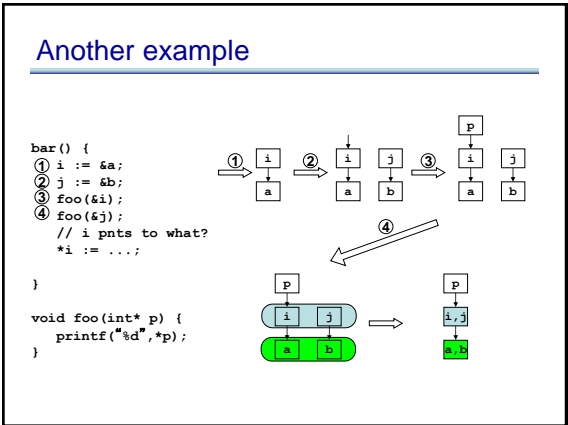 Another example
bar() {
① i := &a;
② j := &b;
③ foo(&i);
④ foo(&j);
// i pnts to what?
*i := ...;
}
void foo(int* p) {
printf(“%d”,*p);
}
① i a
② i j a b
③ p i j a b
④
p i j a b
p i,j a,b